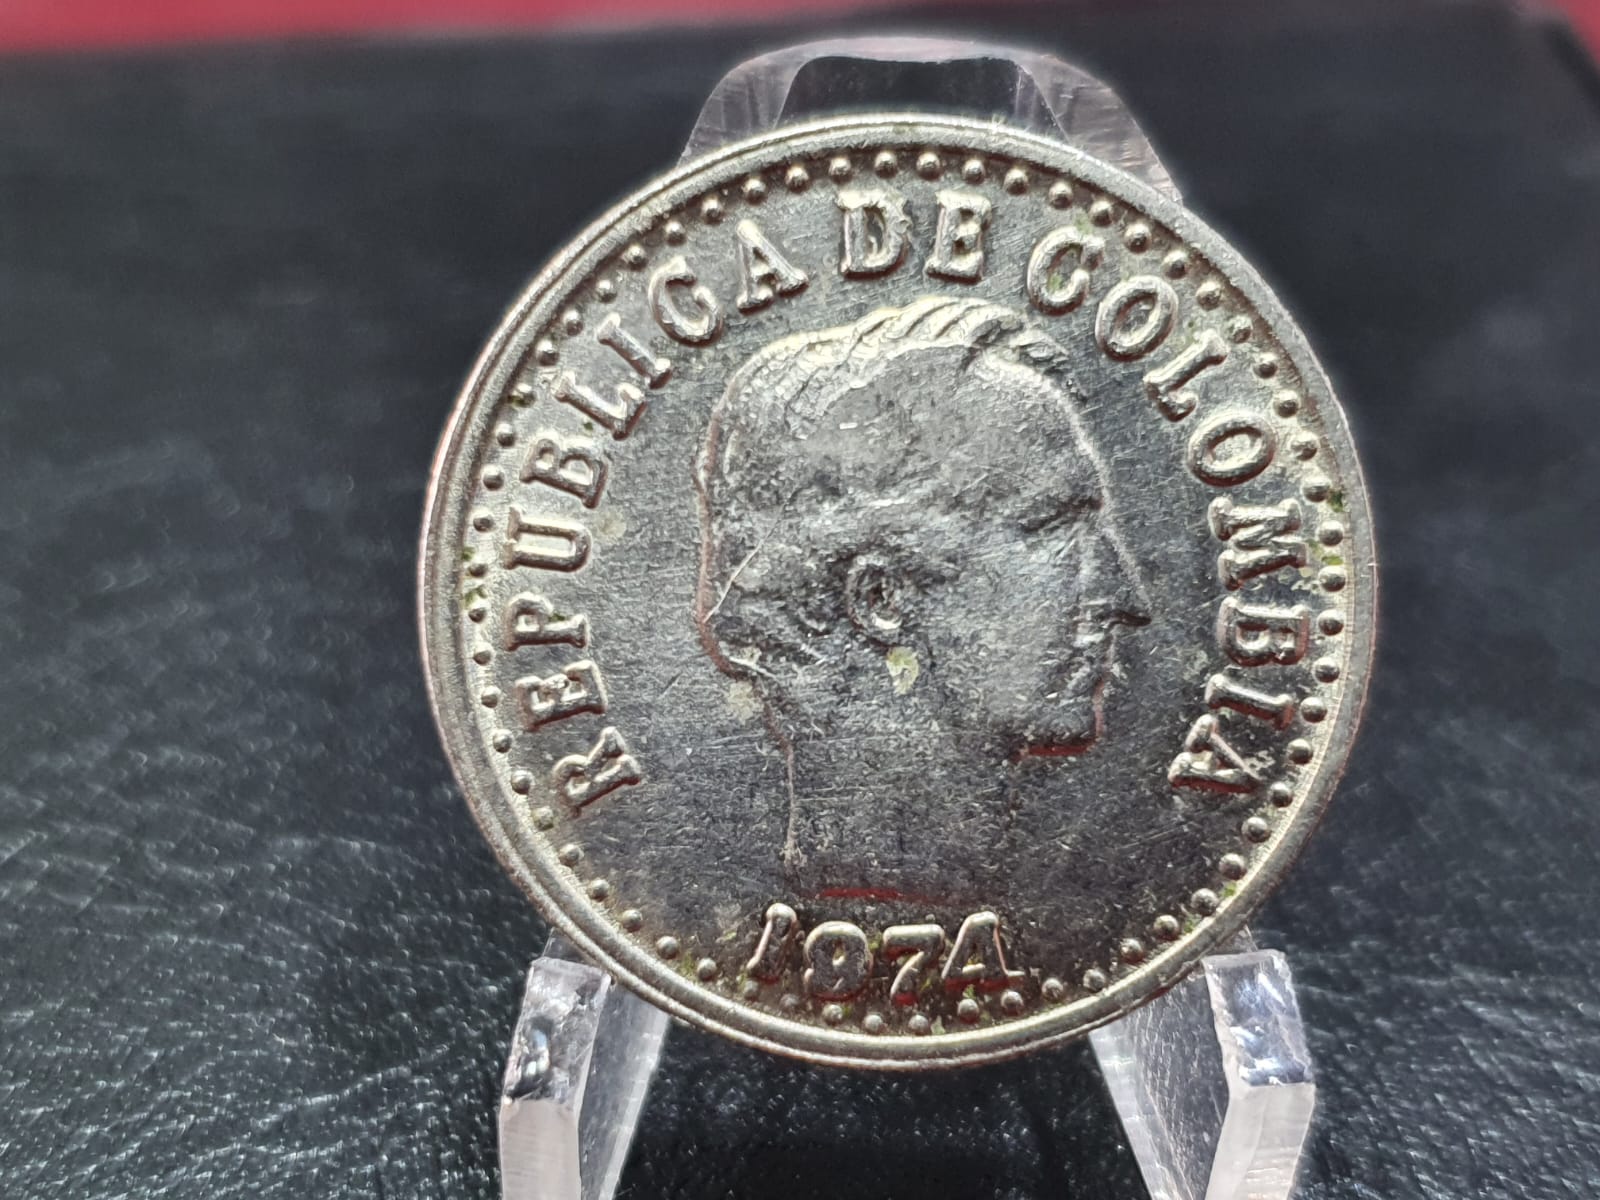 REPUBLICA DE COLOMBIA
1974